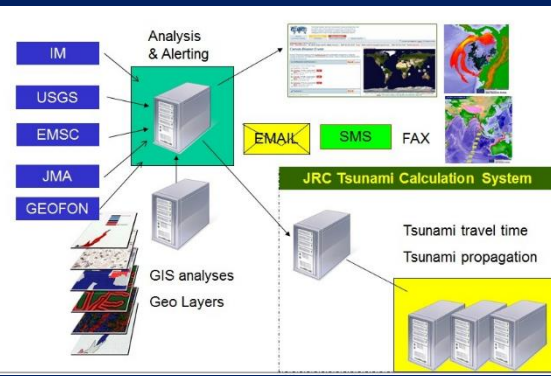 Analysis
& Alerting
IM
USGS
EMSC
JMA
GEOFON
EMAIL
SMS
FAX
JRC Tsunami Calculation System
Tsunami travel time
Tsunami propagation
GIS analyses
Geo Layers